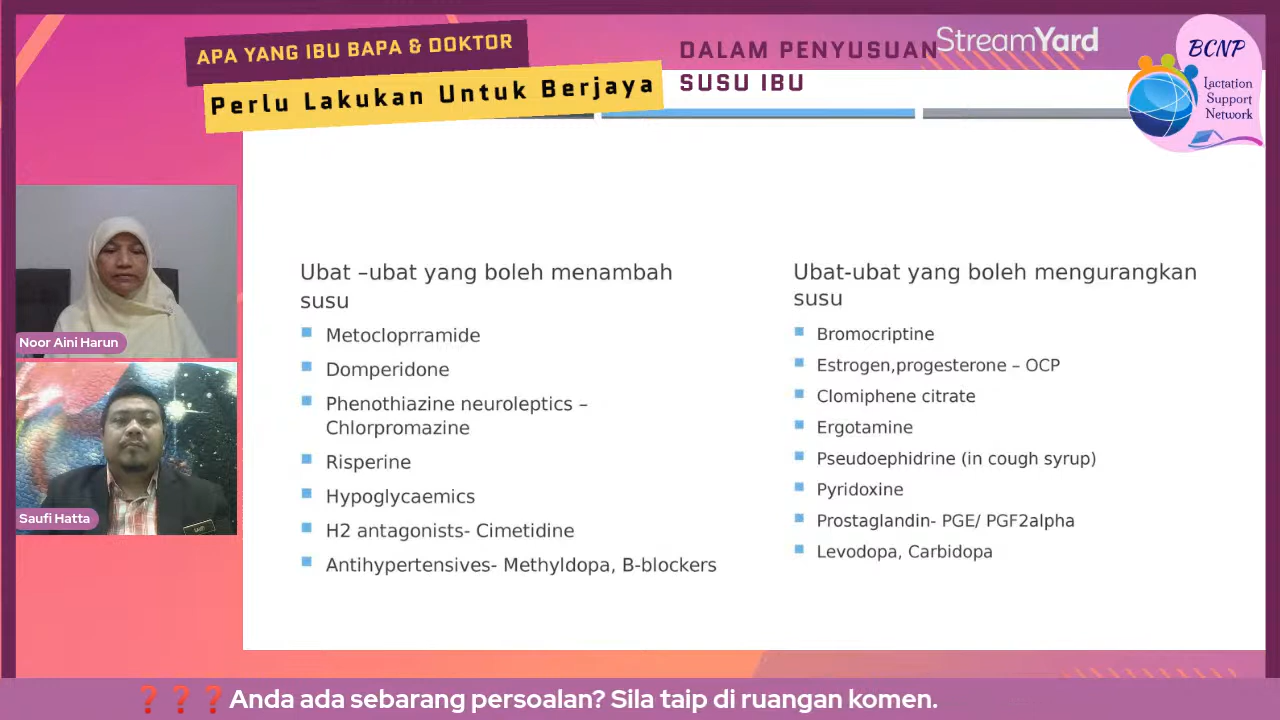 APA YANG IBU BAPA & DOKTOR
Perlu Lakukan Untuk Berjaya
DALAM PENYUSUAN
SUSU IBU
StreamYard
BCNP
Lactation
Support
Network
Ubat –ubat yang boleh menambah
susu
Metocloprramide
Domperidone
Phenothiazine neuroleptics –
Chlorpromazine
Risperine
Hypoglycaemics
H2 antagonists- Cimetidine
Antihypertensives- Methyldopa, B-blockers
Ubat-ubat yang boleh mengurangkan
susu
Bromocriptine
Estrogen,progesterone – OCP
Clomiphene citrate
Ergotamine
Pseudoephidrine (in cough syrup)
Pyridoxine
Prostaglandin- PGE/ PGF2alpha
Levodopa, Carbidopa
Noor Aini Harun
Saufi Hatta
❓❓❓Anda ada sebarang persoalan? Sila taip di ruangan komen.